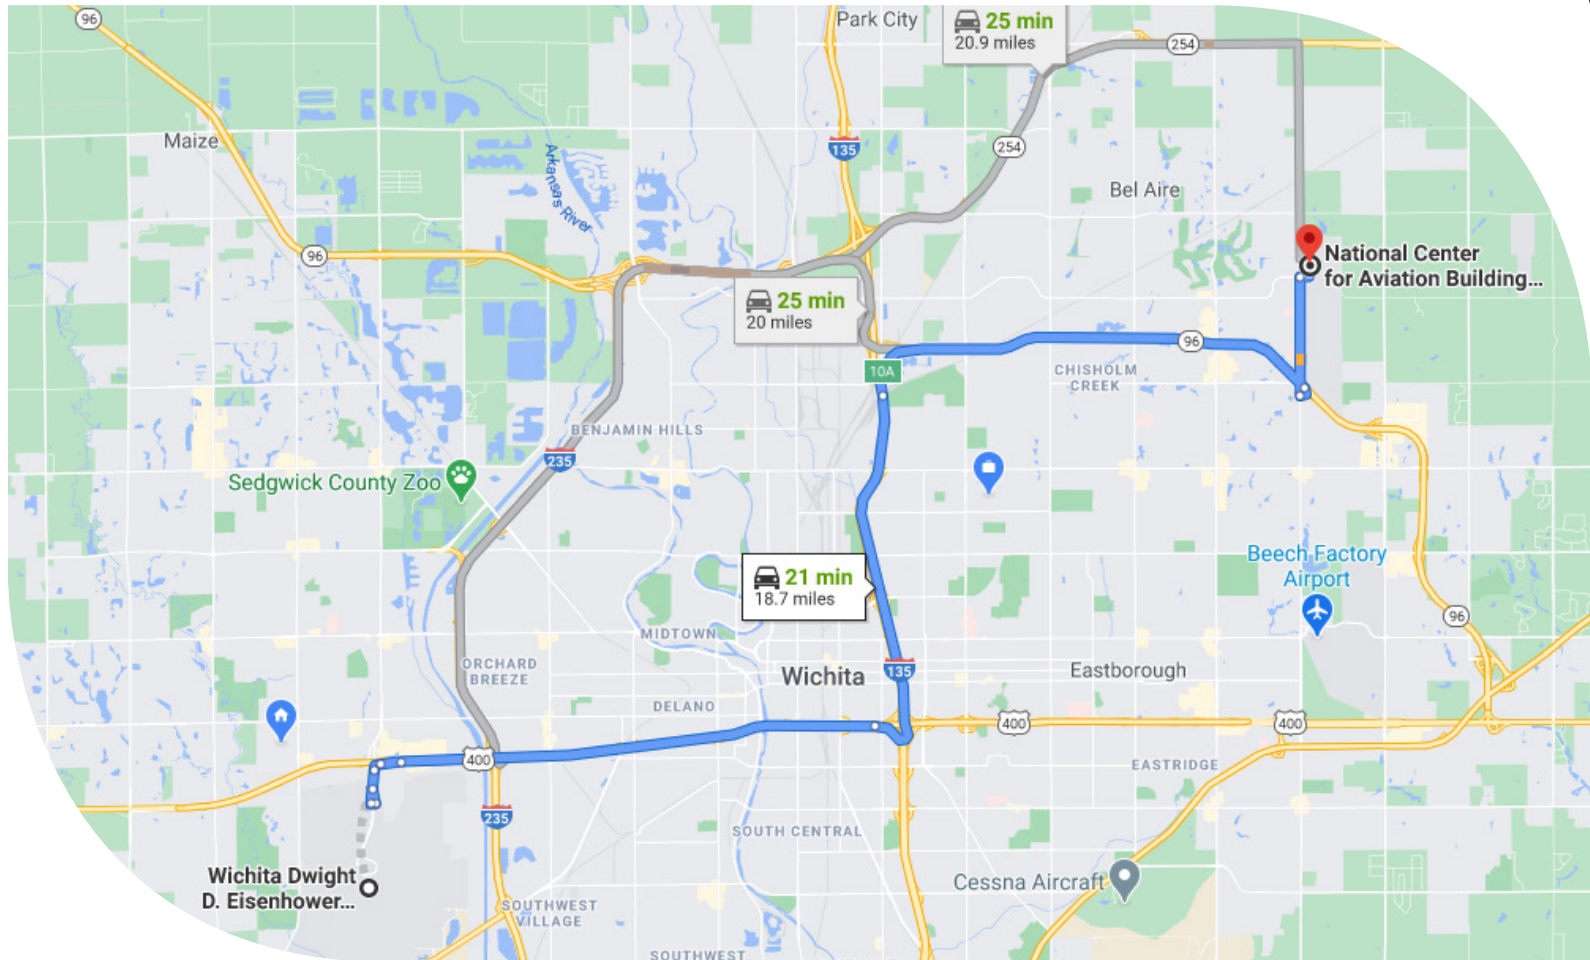 96
Park City
25 min
20.9 miles
254
Maize
135
254
Arkansas River
Bel Aire
96
National Center
for Aviation Building...
25 min
20 miles
96
10A
CHISHOLM
CREEK
BENJAMIN HILLS
235
Sedgwick County Zoo
Beech Factory
Airport
21 min
18.7 miles
96
MIDTOWN
ORCHARD
BREEZE
Wichita
135
Eastborough
DELANO
400
400
400
EASTRIDGE
235
SOUTH CENTRAL
Wichita Dwight
D. Eisenhower...
Cessna Aircraft
SOUTHWEST
VILLAGE
SOUTHWEST